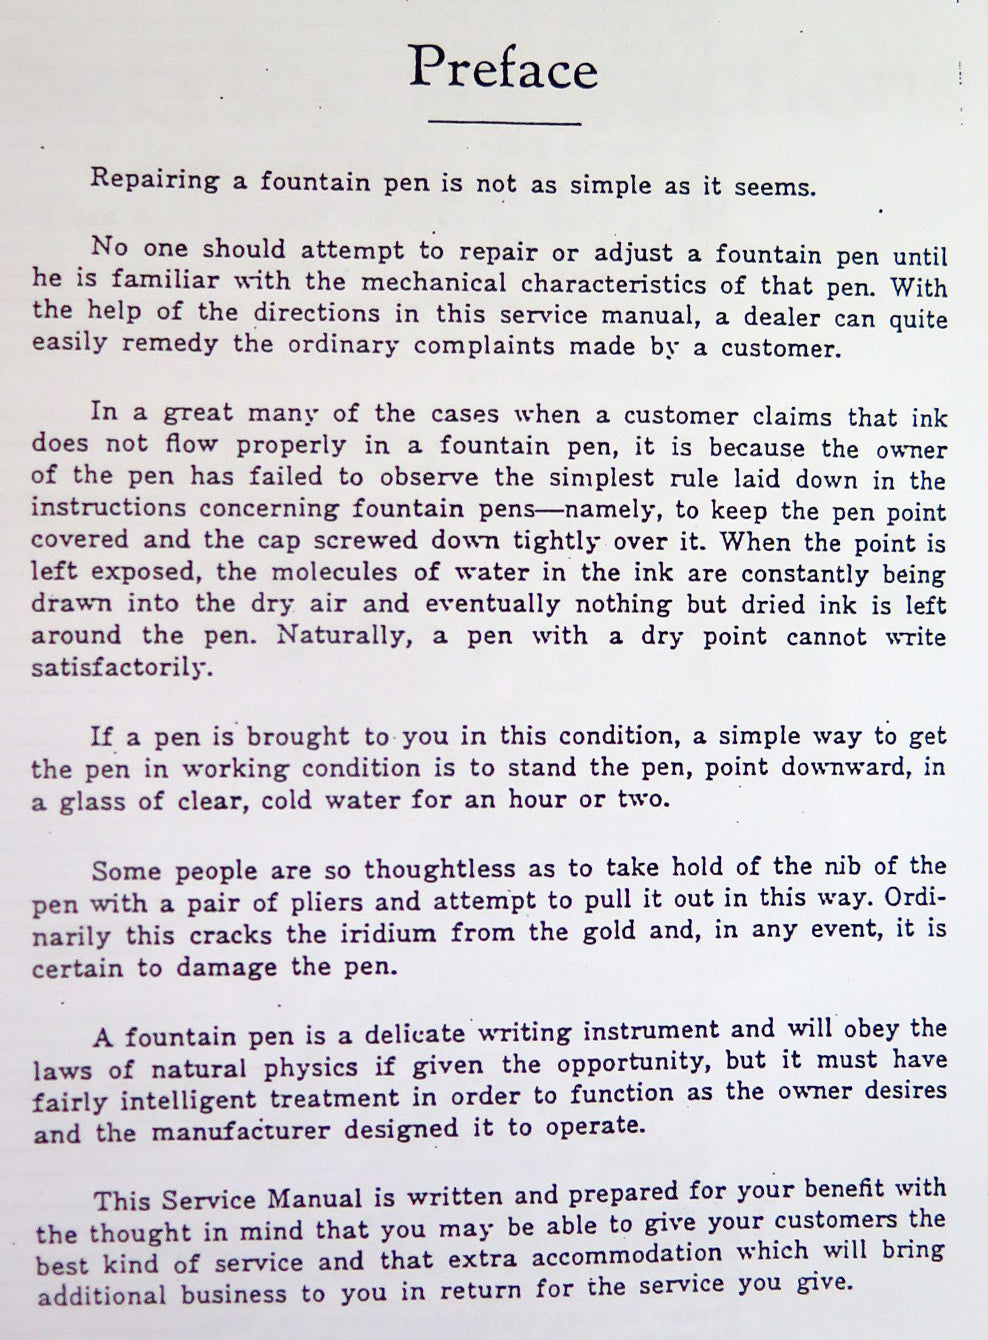 Preface
Repairing a fountain pen is not as simple as it seems.
No one should attempt to repair or adjust a fountain pen until
he is familiar with the mechanical characteristics of that pen. With
the help of the directions in this service manual, a dealer can quite
easily remedy the ordinary complaints made by a customer.
In a great many of the cases when a customer claims that ink
does not flow properly in a fountain pen, it is because the owner
of the pen has failed to observe the simplest rule laid down in the
instructions concerning fountain pens—namely, to keep the pen point
covered and the cap screwed down tightly over it. When the point is
left exposed, the molecules of water in the ink are constantly being
drawn into the dry air and eventually nothing but dried ink is left
around the pen. Naturally, a pen with a dry point cannot write
satisfactorily.
If a pen is brought to you in this condition, a simple way to get
the pen in working condition is to stand the pen, point downward, in
a glass of clear, cold water for an hour or two.
Some people are so thoughtless as to take hold of the nib of the
pen with a pair of pliers and attempt to pull it out in this way. Ordi-
narily this cracks the iridium from the gold and, in any event, it is
certain to damage the pen.
A fountain pen is a delicate writing instrument and will obey the
laws of natural physics if given the opportunity, but it must have
fairly intelligent treatment in order to function as the owner desires
and the manufacturer designed it to operate.
This Service Manual is written and prepared for your benefit with
the thought in mind that you may be able to give your customers the
best kind of service and that extra accommodation which will bring
additional business to you in return for the service you give.